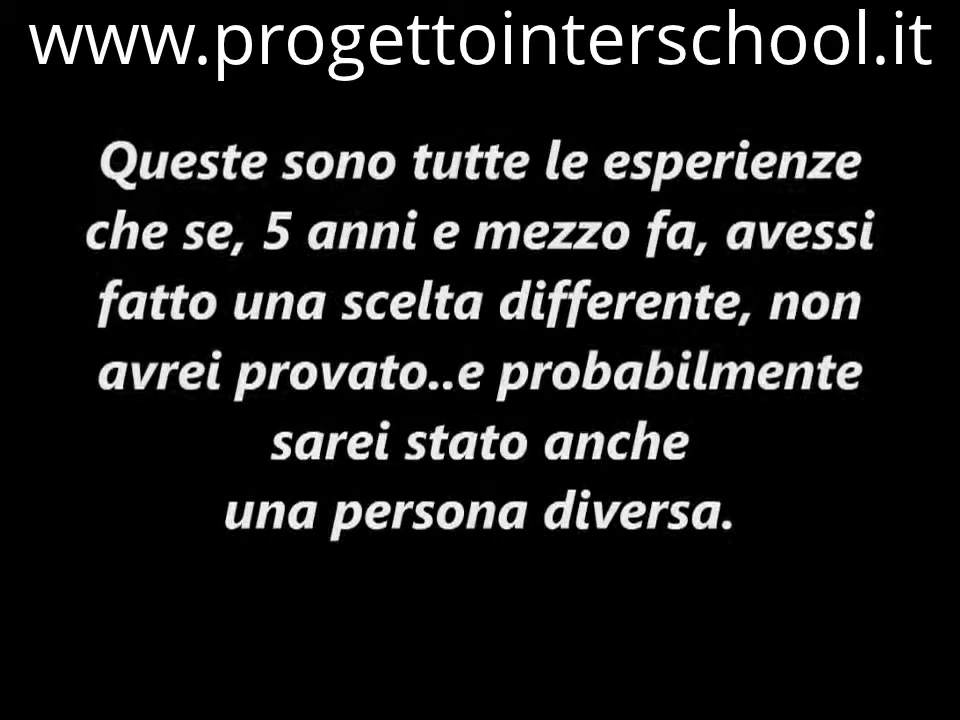 www.progettointerschool.it
Queste sono tutte le esperienze
che se, 5 anni e mezzo fa, avessi
fatto una scelta differente, non
avrei provato..e probabilmente
sarei stato anche
una persona diversa.